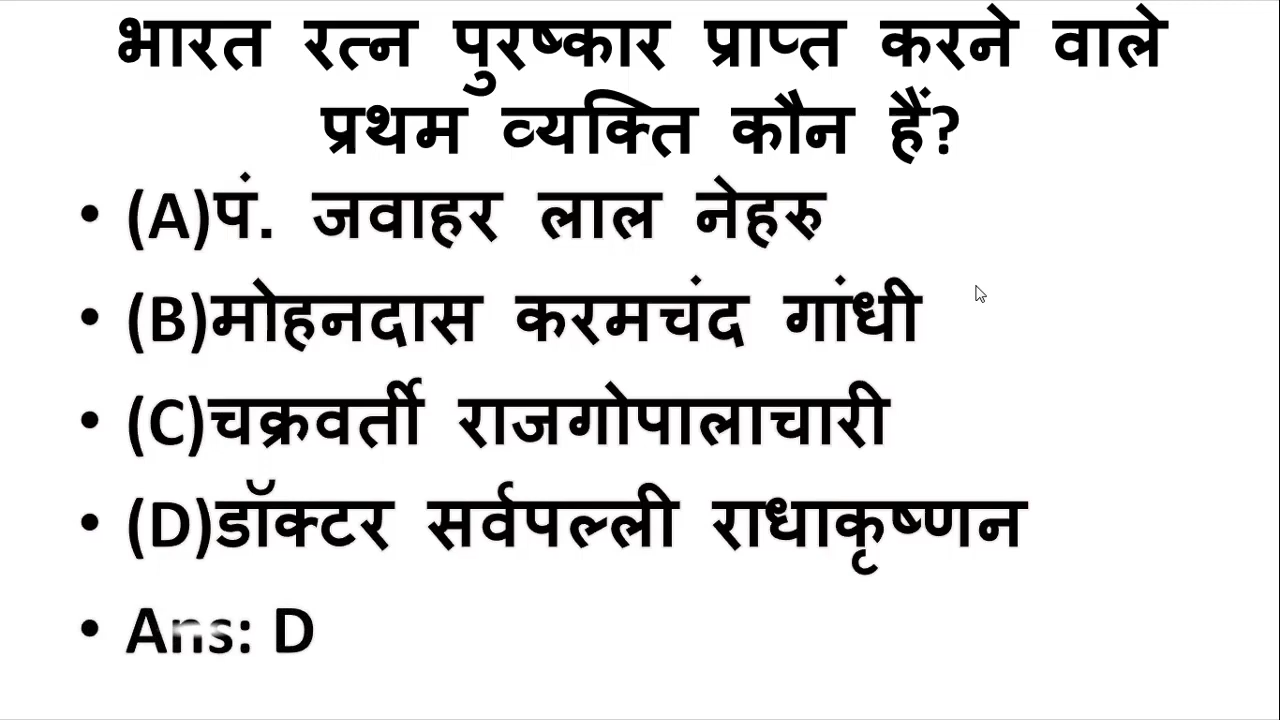 भारत रत्न पुरष्कार प्राप्त करने वाले
प्रथम व्यक्ति कौन हैं?
• (A)पं. जवाहर लाल नेहरु
• (B)मोहनदास करमचंद गांधी
• (C)चक्रवर्ती राजगोपालाचारी
• (D)डॉक्टर सर्वपल्ली राधाकृष्णन
• Ans: D